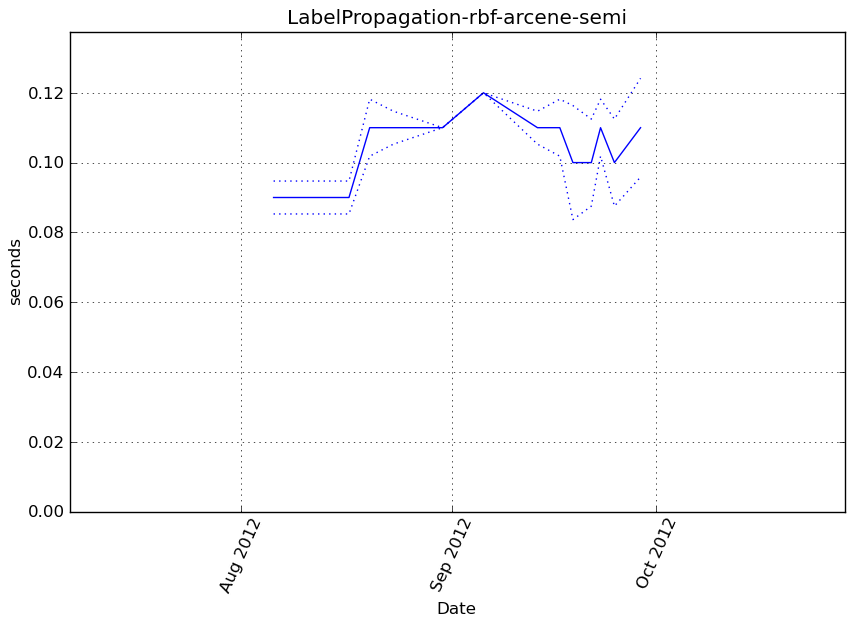 LabelPropagation-rbf-arcene-semi
0.12
0.10
0.08
0.06
0.04
0.02
0.00
seconds
Aug 2012
Sep 2012
Oct 2012
Date